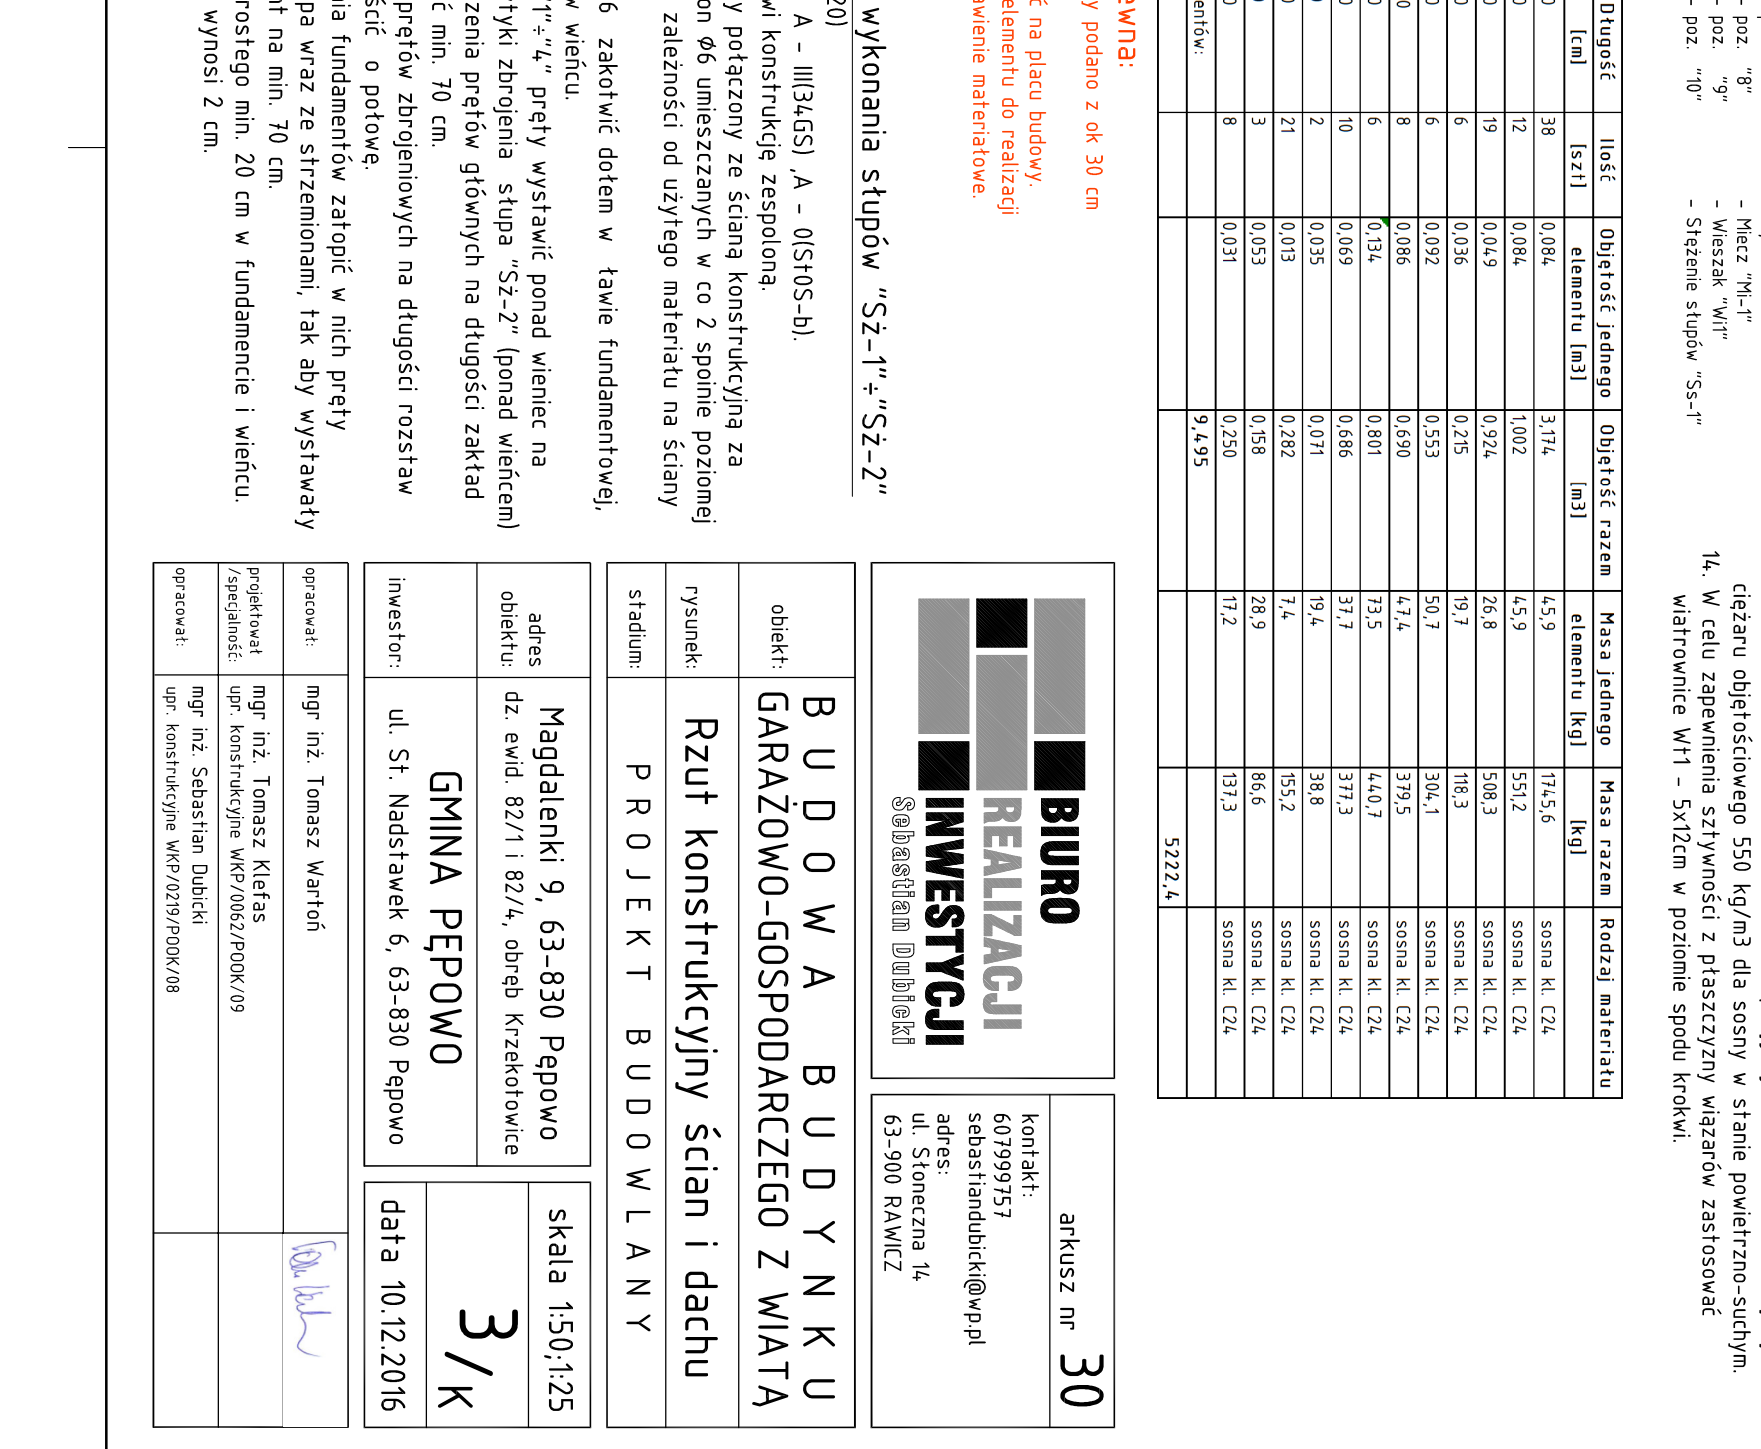 - poz. "8" - Miecz "Mi-1"
- poz. "9" - Wieszak "Wi1"
- poz. "10" - Stężenie słupów "Ss-1"
ciężaru objętościowego 550 kg/m3 dla sosny w stanie powietrzno-suchym.
14. W celu zapewnienia sztywności z płaszczyzny wiązarów zastosować
wiatrownice Wt1 - 5x12cm w poziomie spodu krokwi.
Długość Ilość Objętość jednego Objętość razem Masa jednego Masa razem Rodzaj materiału
[cm] [szt] elementu [m3] [m3] elementu [kg] [kg]
0 38 0,084 3,174 45,9 1745,6 sosna kl. C24
0 12 0,084 1,002 45,9 551,2 sosna kl. C24
0 19 0,049 0,924 26,8 508,3 sosna kl. C24
0 6 0,036 0,215 19,7 118,3 sosna kl. C24
0 6 0,092 0,553 50,7 304,1 sosna kl. C24
0 8 0,086 0,690 47,4 379,5 sosna kl. C24
0 6 0,134 0,801 73,5 440,7 sosna kl. C24
0 10 0,069 0,686 37,7 377,3 sosna kl. C24
2 0,035 0,071 19,4 38,8 sosna kl. C24
0 21 0,013 0,282 7,4 155,2 sosna kl. C24
3 0,053 0,158 28,9 86,6 sosna kl. C24
0 8 0,031 0,250 17,2 137,3 sosna kl. C24
entów: 9,495
5222,4
ewna:
y podano z ok 30 cm
ć na placu budowy.
elementu do realizacji
awienie materiałowe.
wykonania słupów "Sż-1"÷"Sż-2"
20)
A - III(34GS) ,A - 0(St0S-b).
wi konstrukcję zespoloną.
y połączony ze ścianą konstrukcyjną za
on Ø6 umieszczanych w co 2 spoinie poziomej
zależności od użytego materiału na ściany
6 zakotwić dołem w ławie fundamentowej,
w wieńcu.
1"÷"4" pręty wystawić ponad wieniec na
tyki zbrojenia słupa "Sż-2" (ponad wieńcem)
zenia prętów głównych na długości zakład
ć min. 70 cm.
prętów zbrojeniowych na długości rozstaw
ścić o połowę.
nia fundamentów zatopić w nich pręty
pa wraz ze strzemionami, tak aby wystawały
nt na min. 70 cm.
rostego min. 20 cm w fundamencie i wieńcu.
wynosi 2 cm.
BIURO
REALIZACJI
INWESTYCJI
Sebastian Dubicki
arkusz nr 30
kontakt:
607999757
sebastiandubicki@wp.pl
adres:
ul. Słoneczna 14
63-900 RAWICZ
obiekt: BUDOWA BUDYNKU
GARAŻOWO-GOSPODARCZEGO Z WIATĄ
rysunek: Rzut konstrukcyjny ścian i dachu
stadium: PROJEKT BUDOWLANY
adres
obiektu:
Magdalenki 9, 63-830 Pępowo
dz. ewid. 82/1 i 82/4, obręb Krzekotowice
inwestor: GMINA PĘPOWO
ul. St. Nadstawek 6, 63-830 Pępowo
skala 1:50;1:25
3/K
data 10.12.2016
opracował: mgr inż. Tomasz Wartoń
projektował
/specjalność:
mgr inż. Tomasz Klefas
upr. konstrukcyjne WKP/0062/POOK/09
opracował: mgr inż. Sebastian Dubicki
upr. konstrukcyjne WKP/0219/POOK/08